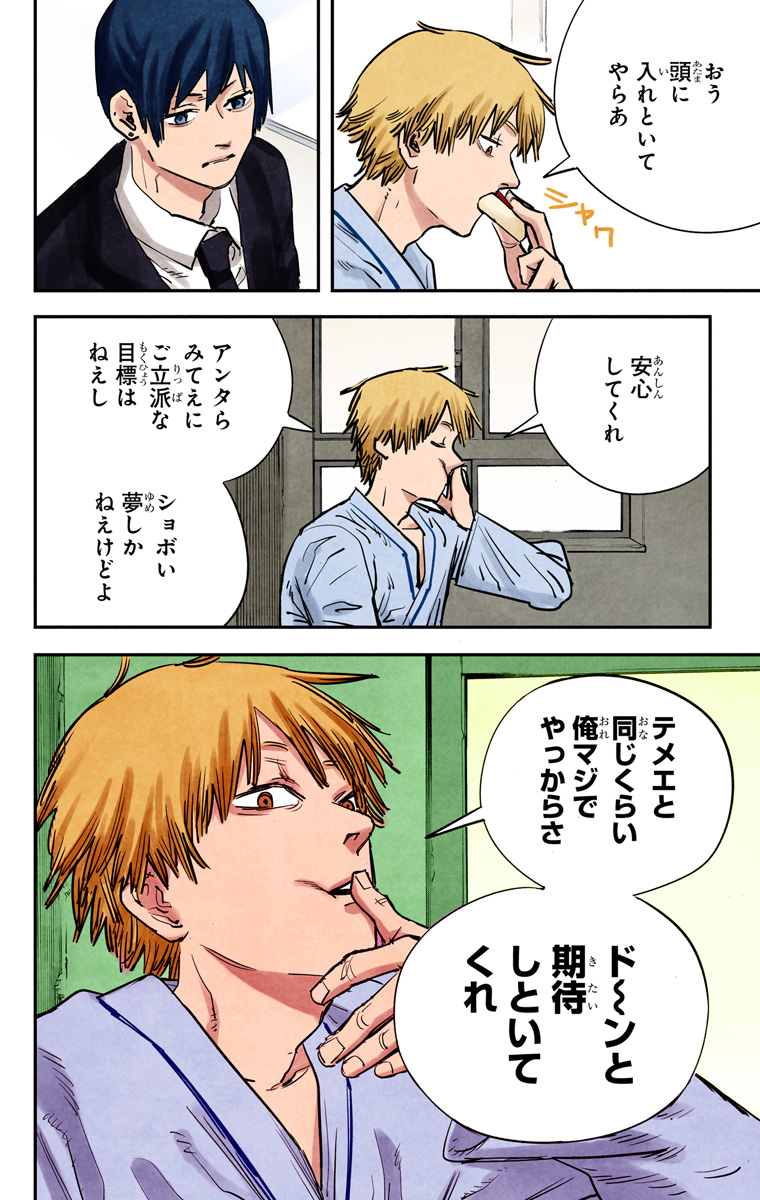 おう
頭に
入れといて
やらあ
シャク
安心
してくれ
アンタら
みてえに
ご立派な
目標は
ねえし
ショボい
夢しか
ねえけどよ
テメエと
同じくらい
俺マジで
やっからさ
ド〜ンと
期待
しといて
くれ